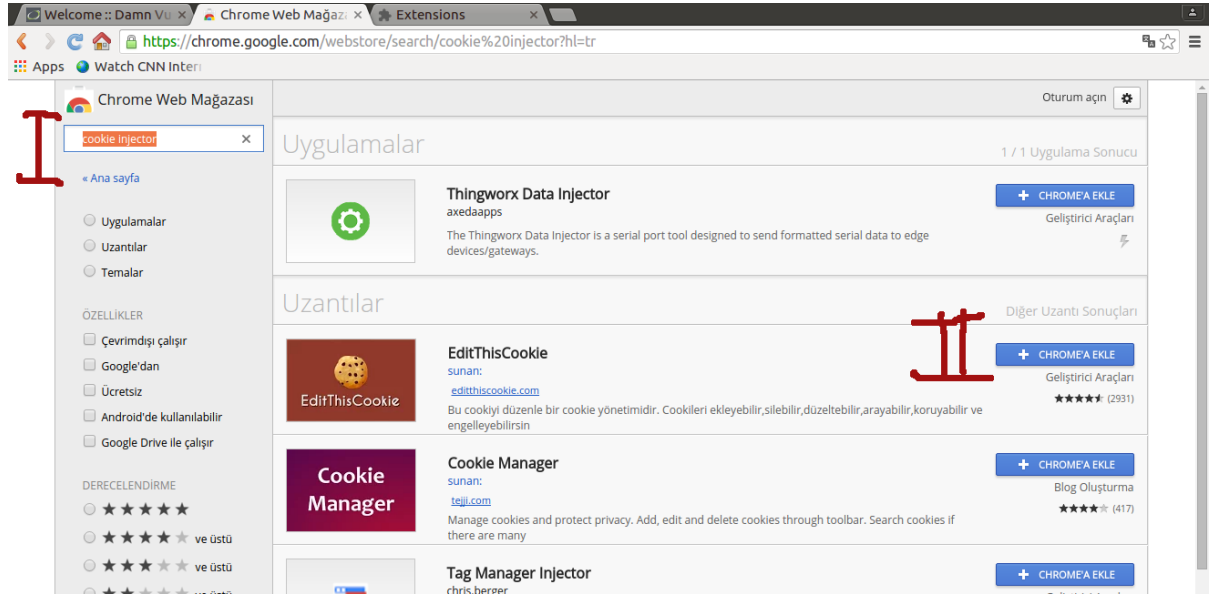 Welcome :: Damn Vu
Chrome Web Mağaza
Extensions
https://chrome.google.com/webstore/search/cookie%20injector?hl=tr
Apps
Watch CNN Intern
Chrome Web Mağazası
Oturum açın
cookie injector
I
Uygulamalar
1 / 1 Uygulama Sonucu
« Ana sayfa
Uygulamalar
Uzantılar
Temalar
Thingworx Data Injector
axedaapps
The Thingworx Data Injector is a serial port tool designed to send formatted serial data to edge
devices/gateways.
CHROME'A EKLE
Geliştirici Araçları
Uzantılar
Diğer Uzantı Sonuçları
ÖZELLİKLER
Çevrimdışı çalışır
Google'dan
Ücretsiz
Android'de kullanılabilir
Google Drive ile çalışır
II
EditThisCookie
EditThisCookie
sunan:
editthiscookie.com
Bu cookiyi düzenle bir cookie yönetimidir. Cookileri ekleyebilir,silebilir,düzeltebilir,arayabilir,koruyabilir ve
engelleyebilirsin
CHROME'A EKLE
Geliştirici Araçları
(2931)
Cookie
Manager
Cookie Manager
sunan:
tejji.com
Manage cookies and protect privacy. Add, edit and delete cookies through toolbar. Search cookies if
there are many
CHROME'A EKLE
Blog Oluşturma
(417)
DERECELENDİRME
ve üstü
ve üstü
Tag Manager Injector
chris.berger
CHROME'A EKLE